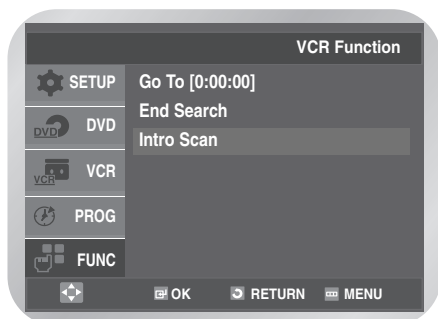 VCR Function
SETUP
DVD
DVD
VCR
VCR
PROG
FUNC
Go To [0:00:00]
End Search
Intro Scan
OK
RETURN
MENU